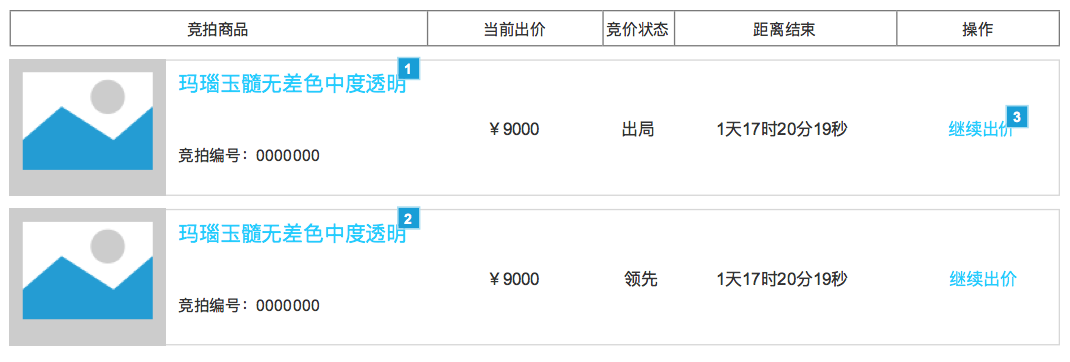 竞拍商品 当前出价 竞价状态 距离结束 操作
玛瑙玉髓无差色中度透明 1
¥9000 出局 1天17时20分19秒 继续出价 3
竞拍编号：0000000
玛瑙玉髓无差色中度透明 2
¥9000 领先 1天17时20分19秒 继续出价
竞拍编号：0000000